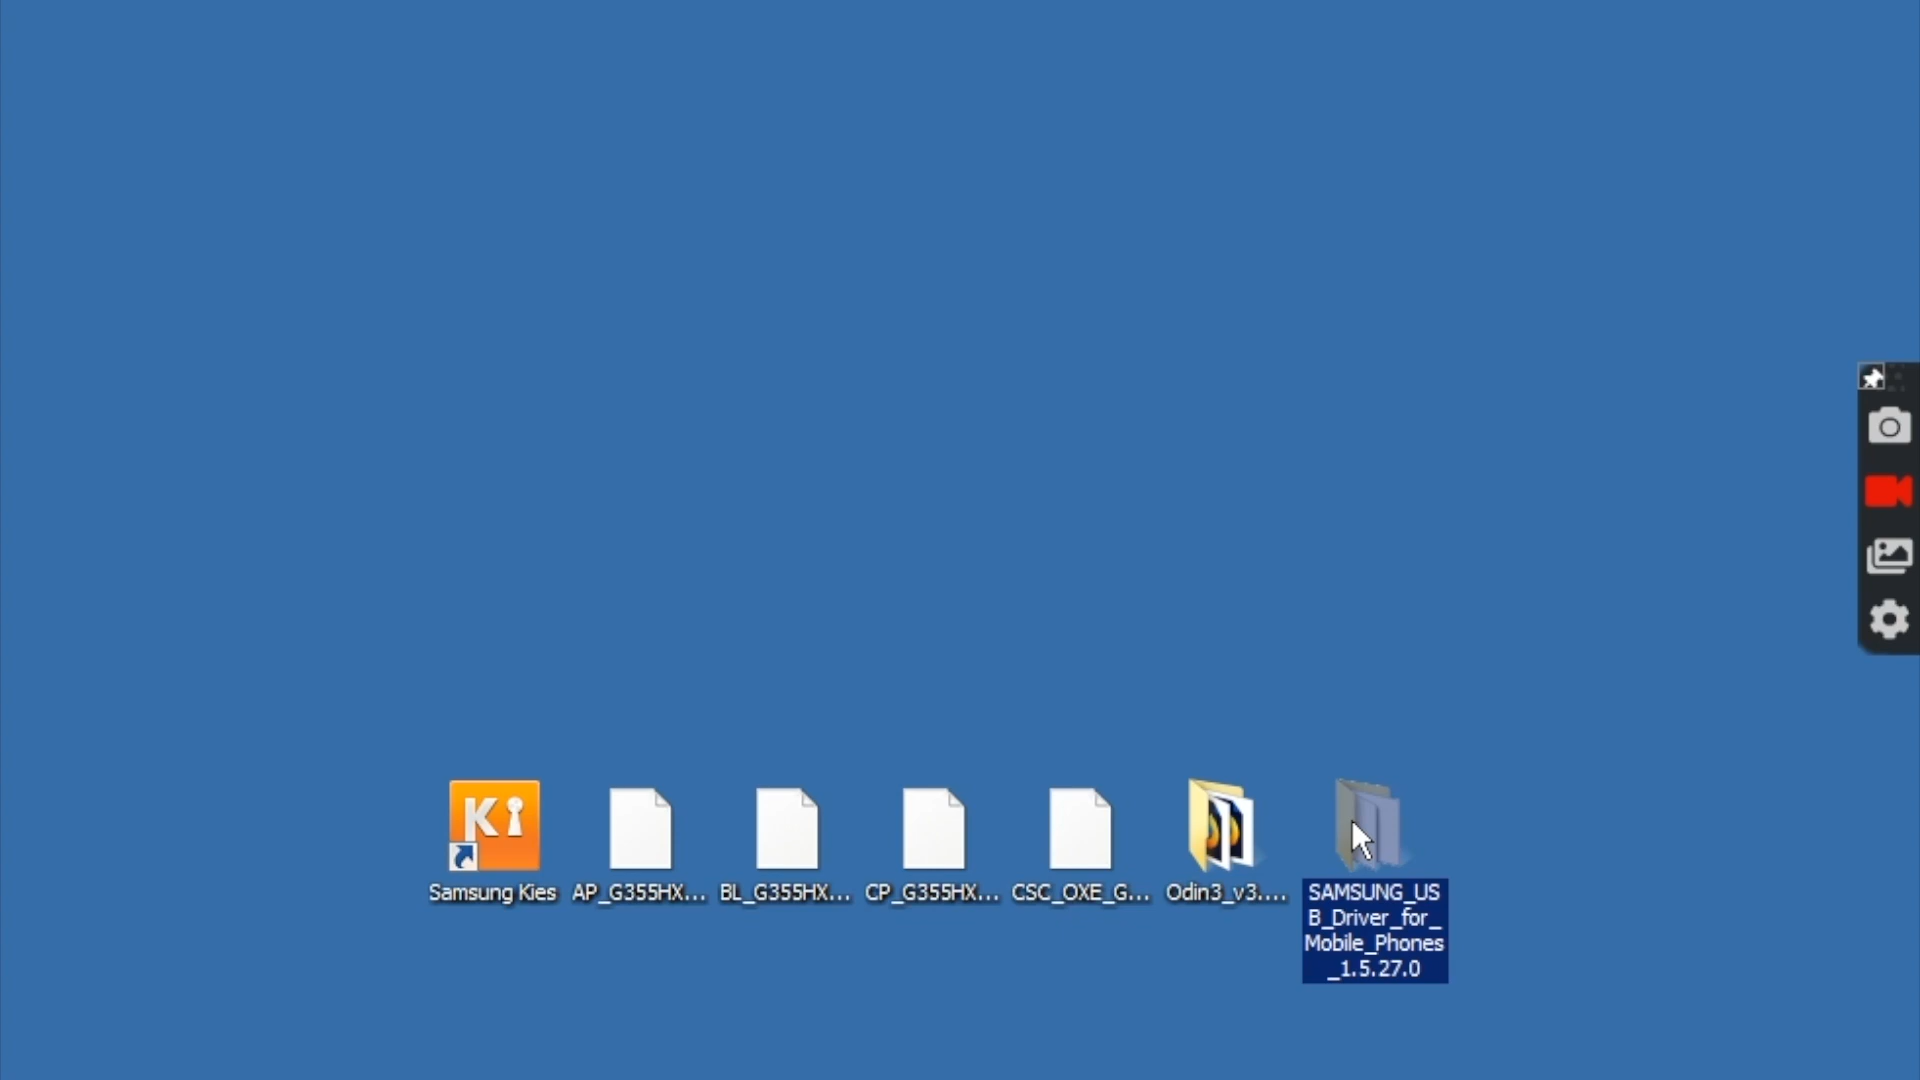 Ki
Samsung Kies
AP_G355HX...
BL_G355HX...
CP_G355HX...
CSC_OXE_G...
Odin3_v3....
SAMSUNG_US
B_Driver_for_
Mobile_Phones
_1.5.27.0